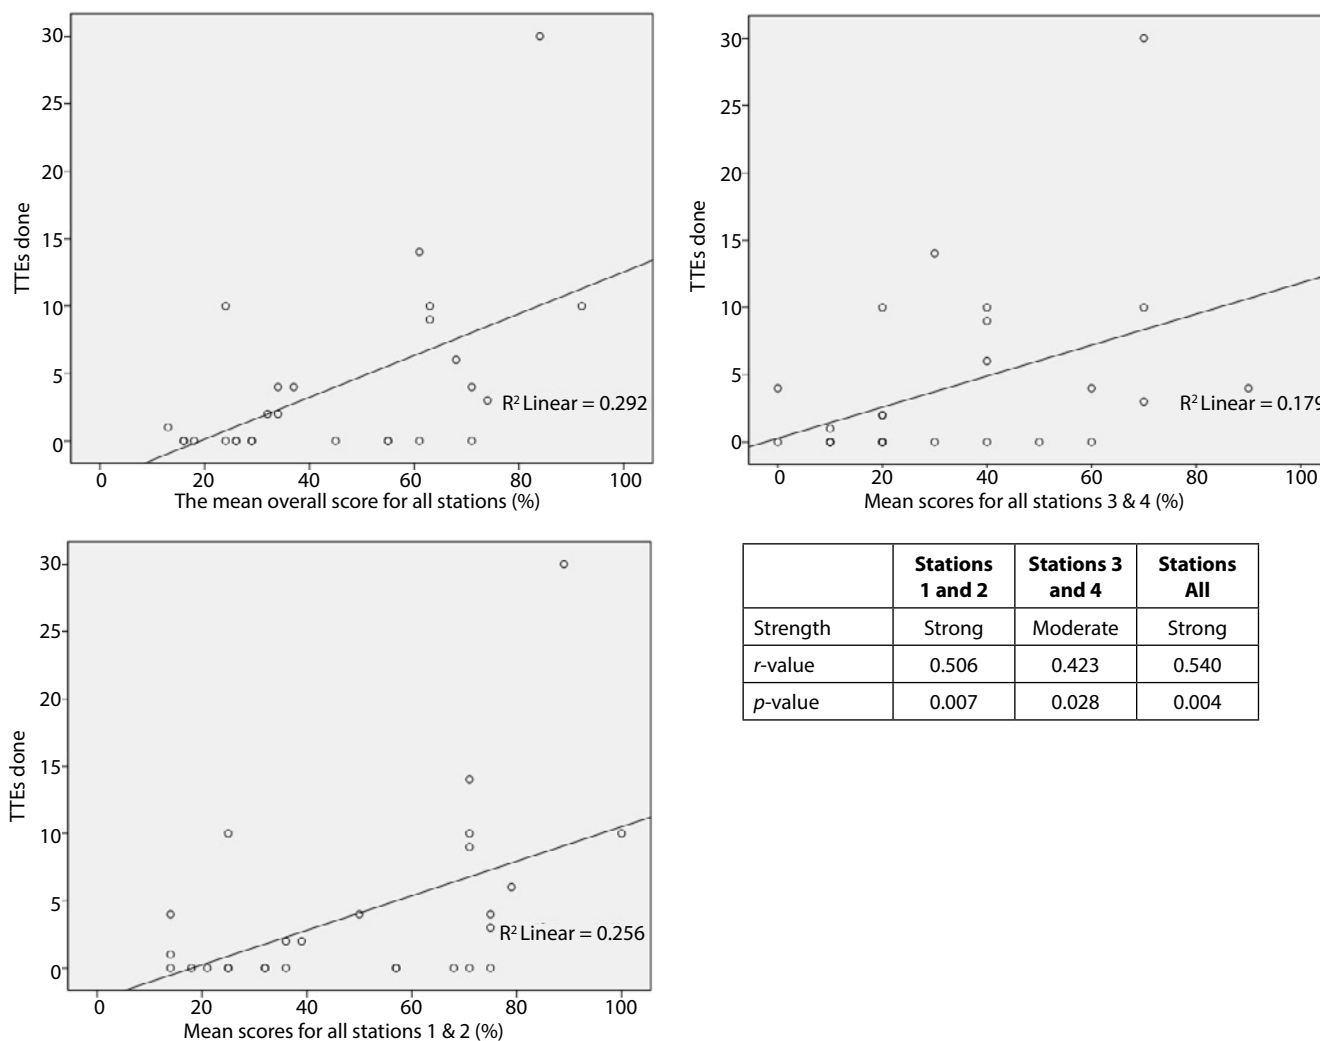 30
25
20
15
10
5
0
TTEs done
R² Linear = 0.292
0 20 40 60 80 100
The mean overall score for all stations (%)
30
25
20
15
10
5
0
TTEs done
R² Linear = 0.179
0 20 40 60 80 100
Mean scores for all stations 3 & 4 (%)
30
25
20
15
10
5
0
TTEs done
R² Linear = 0.256
0 20 40 60 80 100
Mean scores for all stations 1 & 2 (%)
Stations Stations 3 Stations
1 and 2 and 4 All
Strength Strong Moderate Strong
r-value 0.506 0.423 0.540
p-value 0.007 0.028 0.004